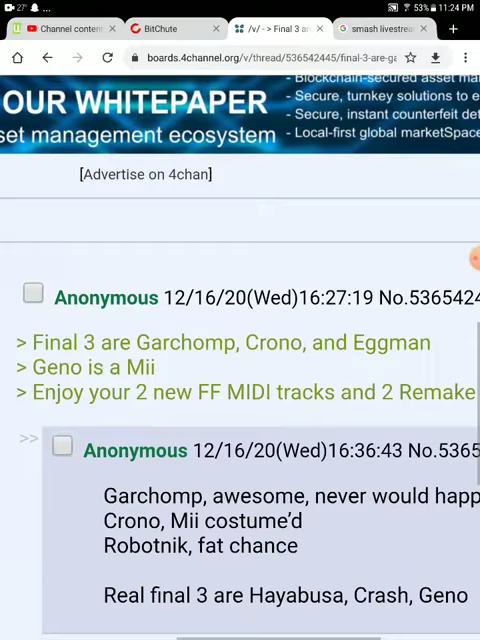 27°
53% 11:24 PM
Channel content
BitChute
/v/ - > Final 3 ar
smash livestrea
boards.4channel.org/v/thread/536542445/final-3-are-ga
OUR WHITEPAPER
set management ecosystem
- Blockchain-secured asset ma
- Secure, turnkey solutions to e
- Secure, instant counterfeit det
- Local-first global marketSpace
[Advertise on 4chan]
Anonymous 12/16/20(Wed)16:27:19 No.5365424
> Final 3 are Garchomp, Crono, and Eggman
> Geno is a Mii
> Enjoy your 2 new FF MIDI tracks and 2 Remake
>> Anonymous 12/16/20(Wed)16:36:43 No.5365
Garchomp, awesome, never would happ
Crono, Mii costume'd
Robotnik, fat chance
Real final 3 are Hayabusa, Crash, Geno